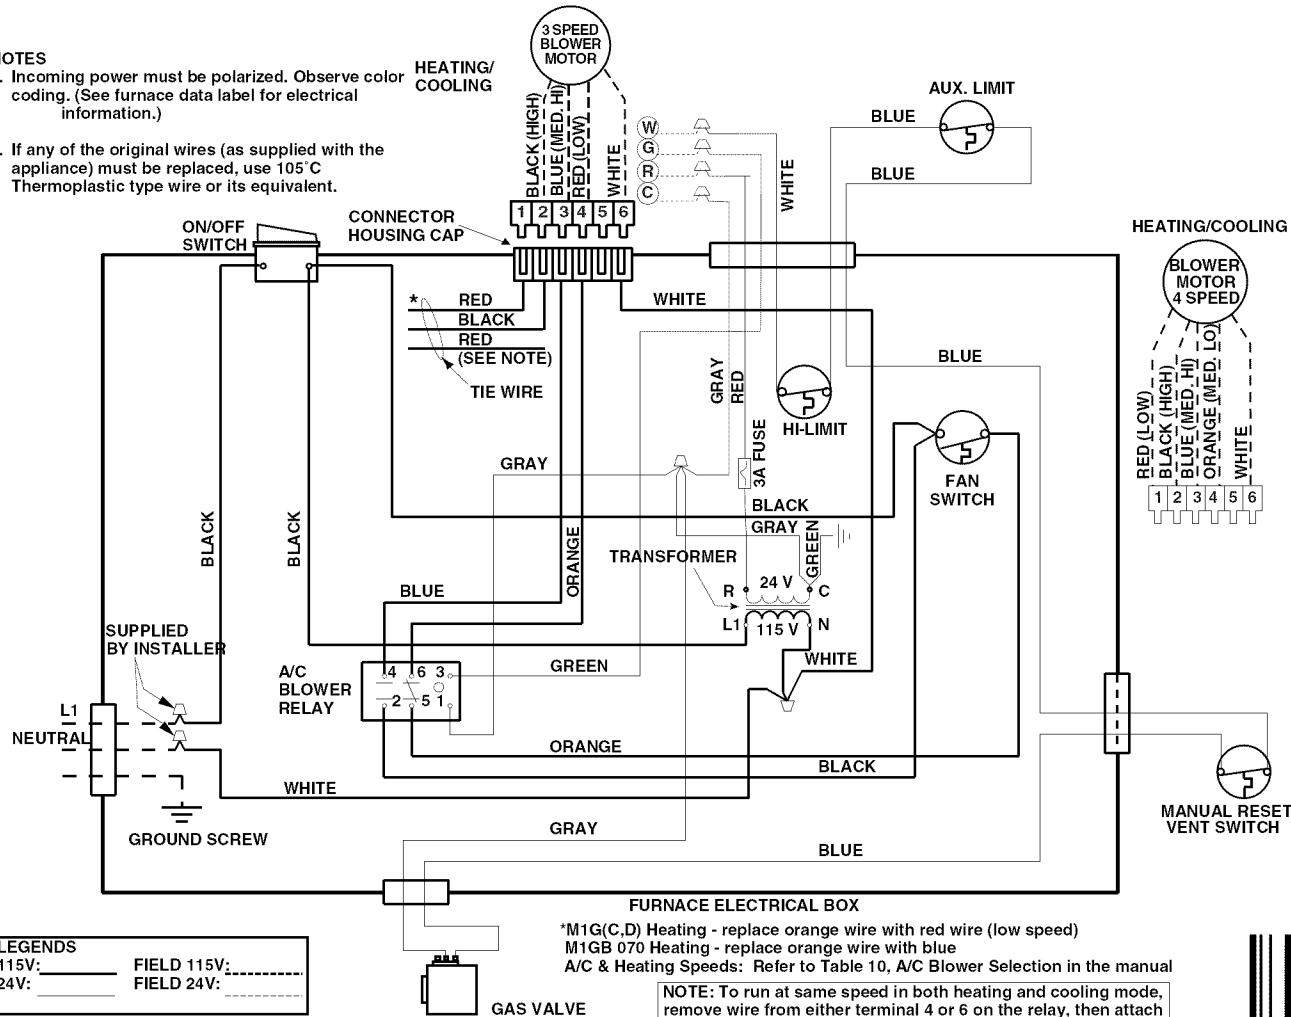 NOTES
. Incoming power must be polarized. Observe color
coding. (See furnace data label for electrical
information.)
. If any of the original wires (as supplied with the
appliance) must be replaced, use 105°C
Thermoplastic type wire or its equivalent.
HEATING/
COOLING
3 SPEED
BLOWER
MOTOR
BLACK (HIGH)
BLUE (MED. HI)
RED (LOW)
WHITE
1 2 3 4 5 6
W
G
R
C
WHITE
AUX. LIMIT
BLUE
BLUE
ON/OFF
SWITCH
CONNECTOR
HOUSING CAP
HEATING/COOLING
BLOWER
MOTOR
4 SPEED
RED (LOW)
BLACK (HIGH)
BLUE (MED. HI)
ORANGE (MED. LO)
WHITE
1 2 3 4 5 6
*
RED
BLACK
RED
(SEE NOTE)
TIE WIRE
WHITE
GRAY
RED
HI-LIMIT
BLUE
3A FUSE
FAN
SWITCH
GRAY
BLACK
GRAY
GREEN
BLACK
BLACK
ORANGE
TRANSFORMER
R 24 V C
L1 115 V N
BLUE
WHITE
SUPPLIED
BY INSTALLER
A/C
BLOWER
RELAY
4 6 3
2 5 1
GREEN
L1
NEUTRAL
ORANGE
BLACK
WHITE
GROUND SCREW
MANUAL RESET
VENT SWITCH
GRAY
BLUE
FURNACE ELECTRICAL BOX
*M1G(C,D) Heating - replace orange wire with red wire (low speed)
M1GB 070 Heating - replace orange wire with blue
A/C & Heating Speeds: Refer to Table 10, A/C Blower Selection in the manual
LEGENDS
115V: FIELD 115V:
24V: FIELD 24V:
GAS VALVE
NOTE: To run at same speed in both heating and cooling mode,
remove wire from either terminal 4 or 6 on the relay, then attach